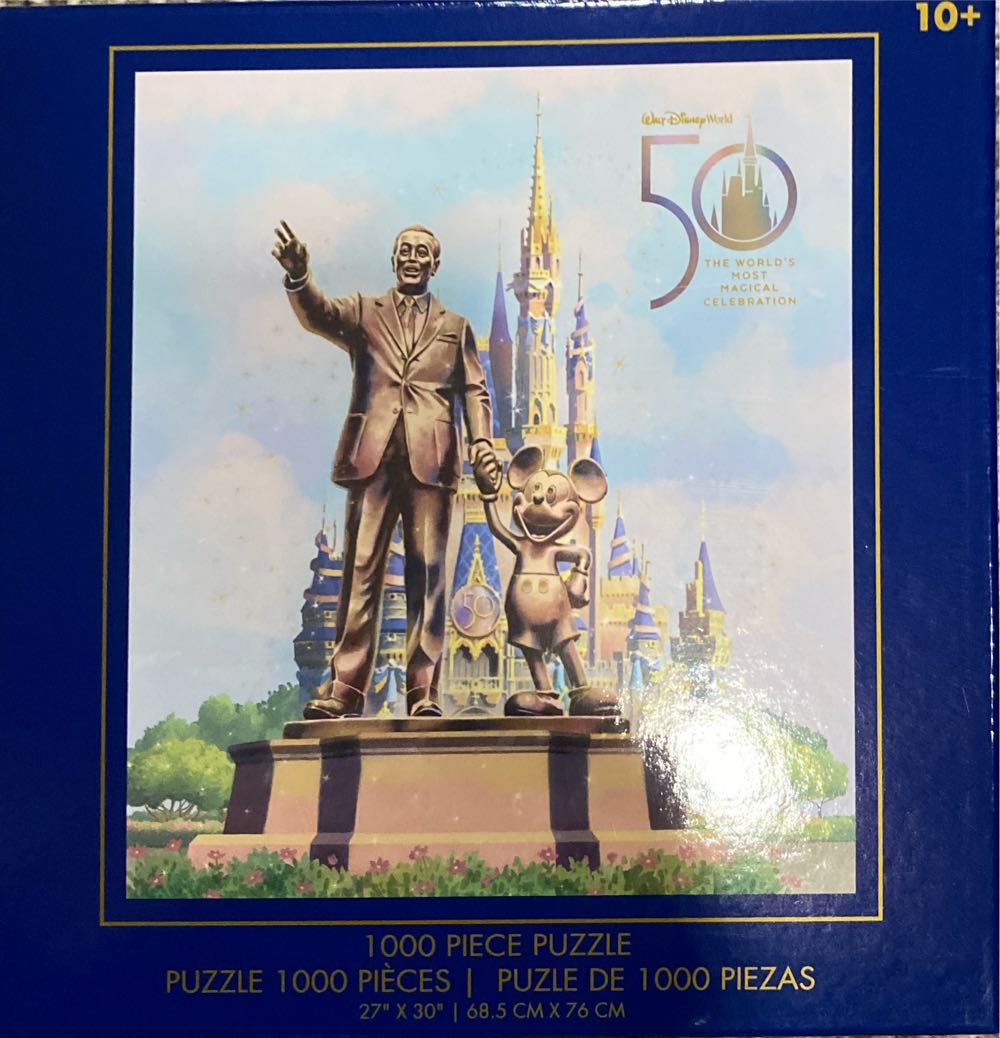 10+
Walt Disney World
50
THE WORLD'S
MOST
MAGICAL
CELEBRATION
50
1000 PIECE PUZZLE
PUZZLE 1000 PIÈCES | PUZLE DE 1000 PIEZAS
27" X 30" | 68.5 CM X 76 CM